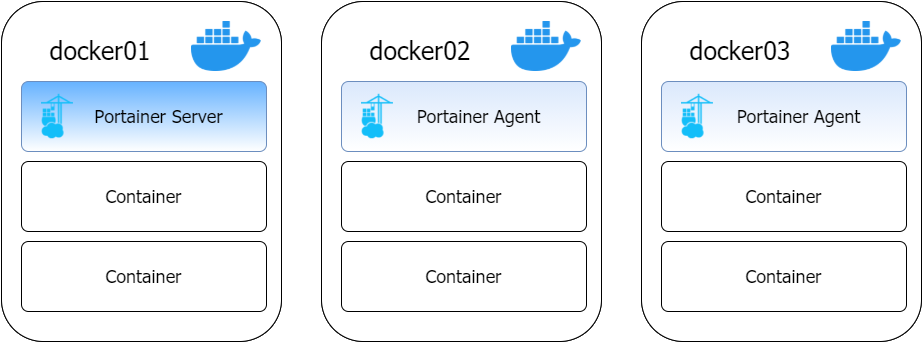 docker01
Portainer Server
Container
Container
docker02
Portainer Agent
Container
Container
docker03
Portainer Agent
Container
Container